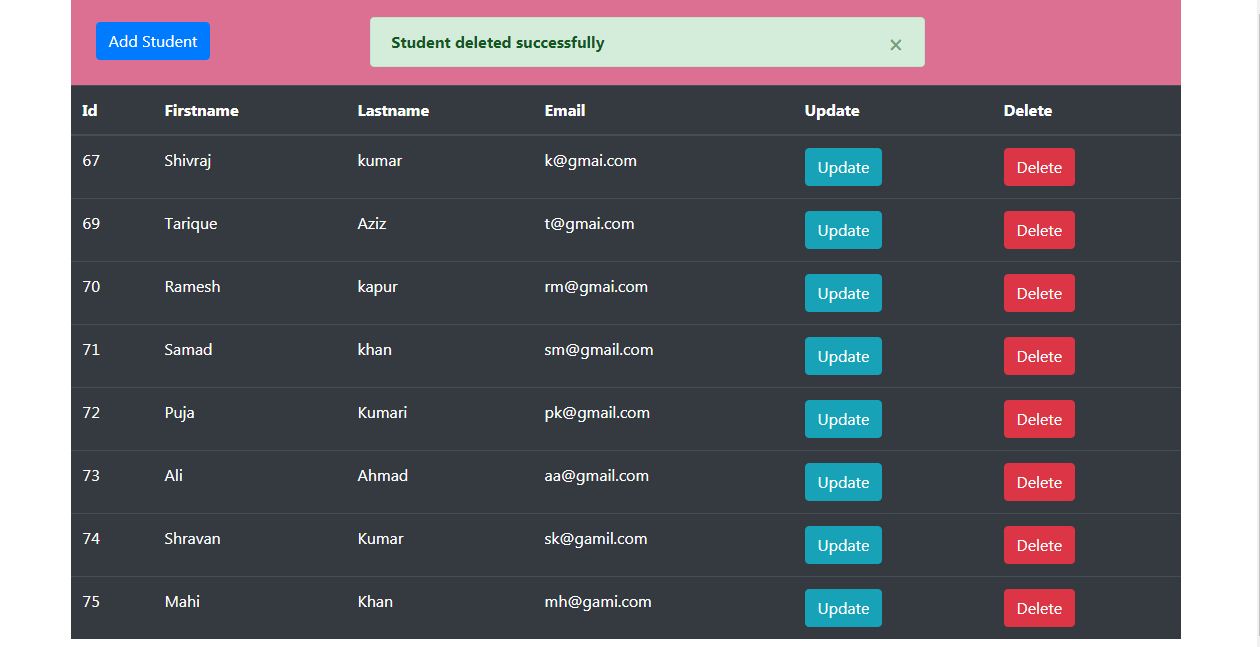 Add Student
Student deleted successfully ×
Id Firstname Lastname Email Update Delete
67 Shivraj kumar k@gmai.com Update Delete
69 Tarique Aziz t@gmai.com Update Delete
70 Ramesh kapur rm@gmai.com Update Delete
71 Samad khan sm@gmail.com Update Delete
72 Puja Kumari pk@gmail.com Update Delete
73 Ali Ahmad aa@gmail.com Update Delete
74 Shravan Kumar sk@gamil.com Update Delete
75 Mahi Khan mh@gami.com Update Delete